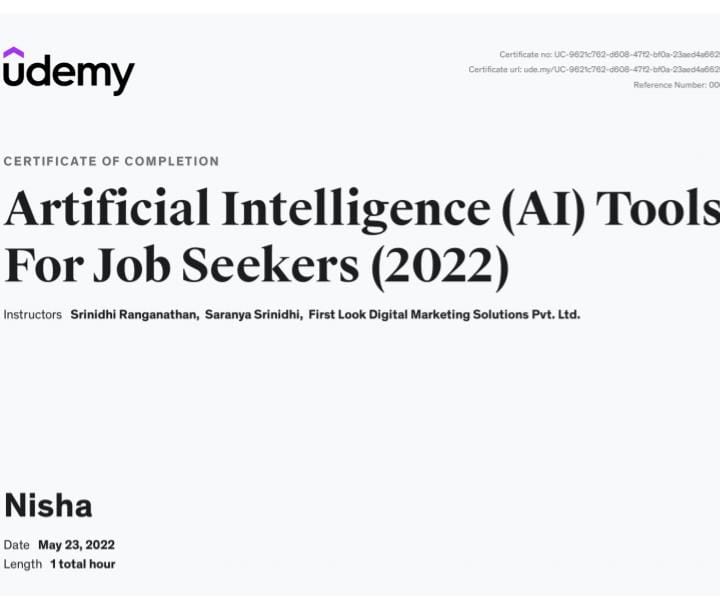 udemy
Certificate no: UC-9621c762-d608-47f2-bf0a-23aed4a662
Certificate url: ude.my/UC-9621c762-d608-47f2-bf0a-23aed4a662
Reference Number: 00
CERTIFICATE OF COMPLETION
Artificial Intelligence (AI) Tools
For Job Seekers (2022)
Instructors Srinidhi Ranganathan, Saranya Srinidhi, First Look Digital Marketing Solutions Pvt. Ltd.
Nisha
Date May 23, 2022
Length 1 total hour